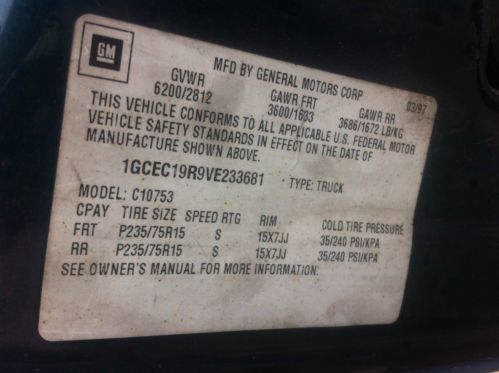 GM
MFD BY GENERAL MOTORS CORP 03/97
GVWR GAWR FRT GAWR RR
6200/2812 3600/1633 3686/1672 LB/KG
THIS VEHICLE CONFORMS TO ALL APPLICABLE U.S. FEDERAL MOTOR
VEHICLE SAFETY STANDARDS IN EFFECT ON THE DATE OF
MANUFACTURE SHOWN ABOVE.
1GCEC19R9VE233681 TYPE: TRUCK
MODEL: C10753
CPAY TIRE SIZE SPEED RTG RIM COLD TIRE PRESSURE
FRT P235/75R15 S 15X7JJ 35/240 PSI/KPA
RR P235/75R15 S 15X7JJ 35/240 PSI/KPA
SEE OWNER'S MANUAL FOR MORE INFORMATION.